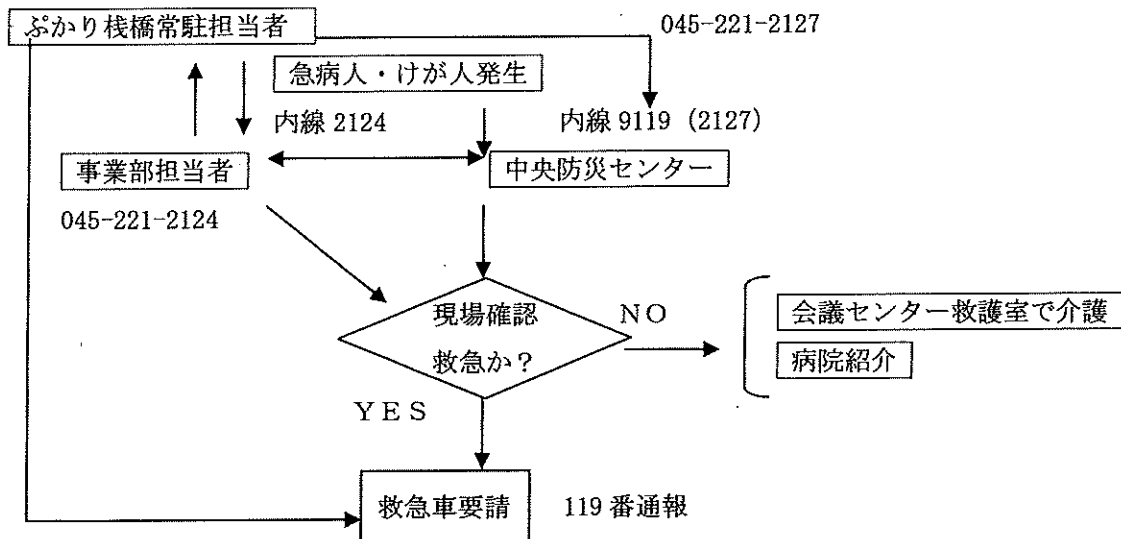 ぷかり桟橋常駐担当者
045-221-2127
急病人・けが人発生
内線 2124
内線 9119 (2127)
事業部担当者
中央防災センター
045-221-2124
現場確認
救急か？
NO
会議センター救護室で介護
病院紹介
YES
救急車要請
119 番通報